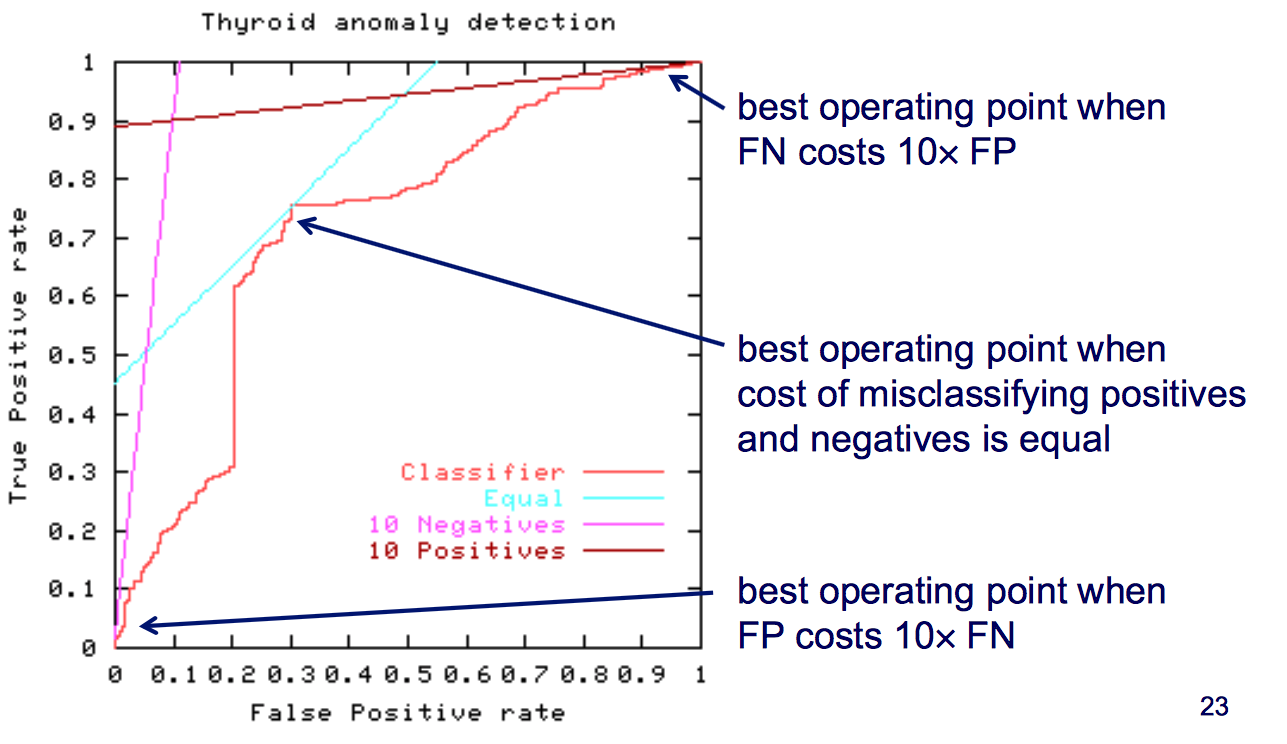 Thyroid anomaly detection
1
0.9
0.8
0.7
0.6
0.5
0.4
0.3
0.2
0.1
0
True Positive rate
0 0.1 0.2 0.3 0.4 0.5 0.6 0.7 0.8 0.9 1
False Positive rate
Classifier
Equal
10 Negatives
10 Positives
best operating point when
FN costs 10× FP
best operating point when
cost of misclassifying positives
and negatives is equal
best operating point when
FP costs 10× FN
23